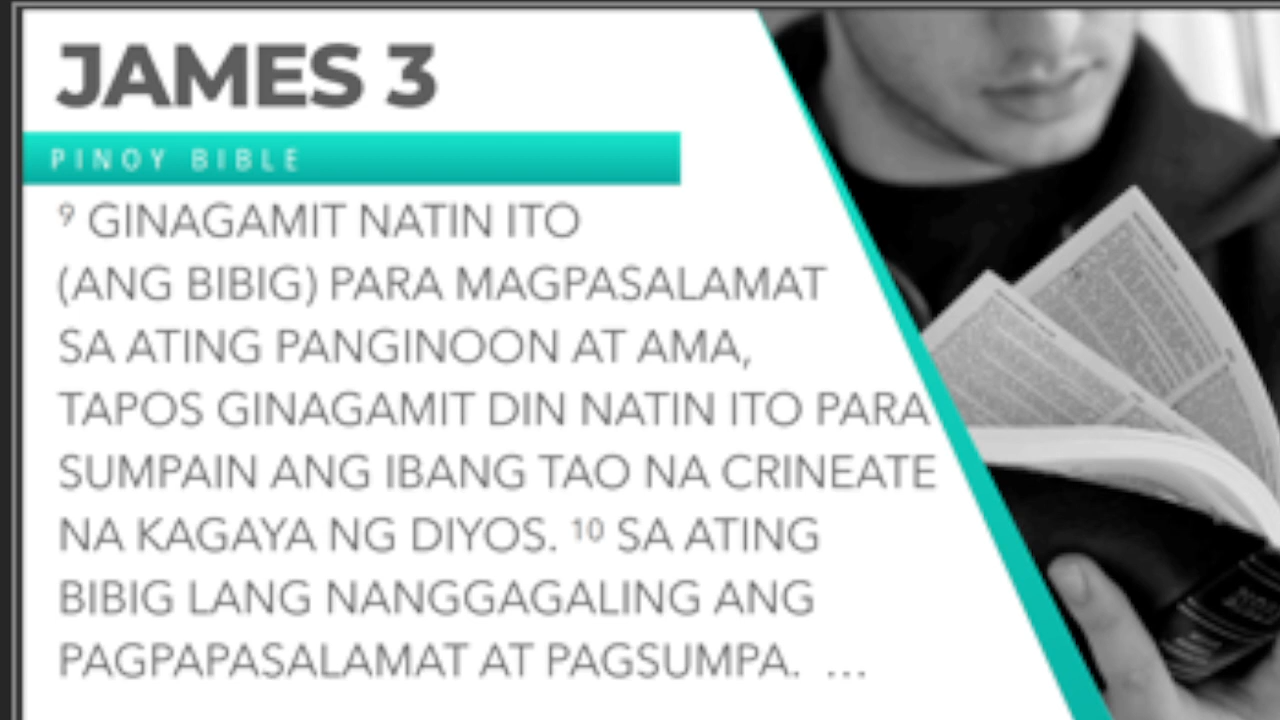 JAMES 3
PINOY BIBLE
⁹ GINAGAMIT NATIN ITO
(ANG BIBIG) PARA MAGPASALAMAT
SA ATING PANGINOON AT AMA,
TAPOS GINAGAMIT DIN NATIN ITO PARA
SUMPAIN ANG IBANG TAO NA CRINEATE
NA KAGAYA NG DIYOS. ¹⁰ SA ATING
BIBIG LANG NANGGAGALING ANG
PAGPAPASALAMAT AT PAGSUMPA. ...